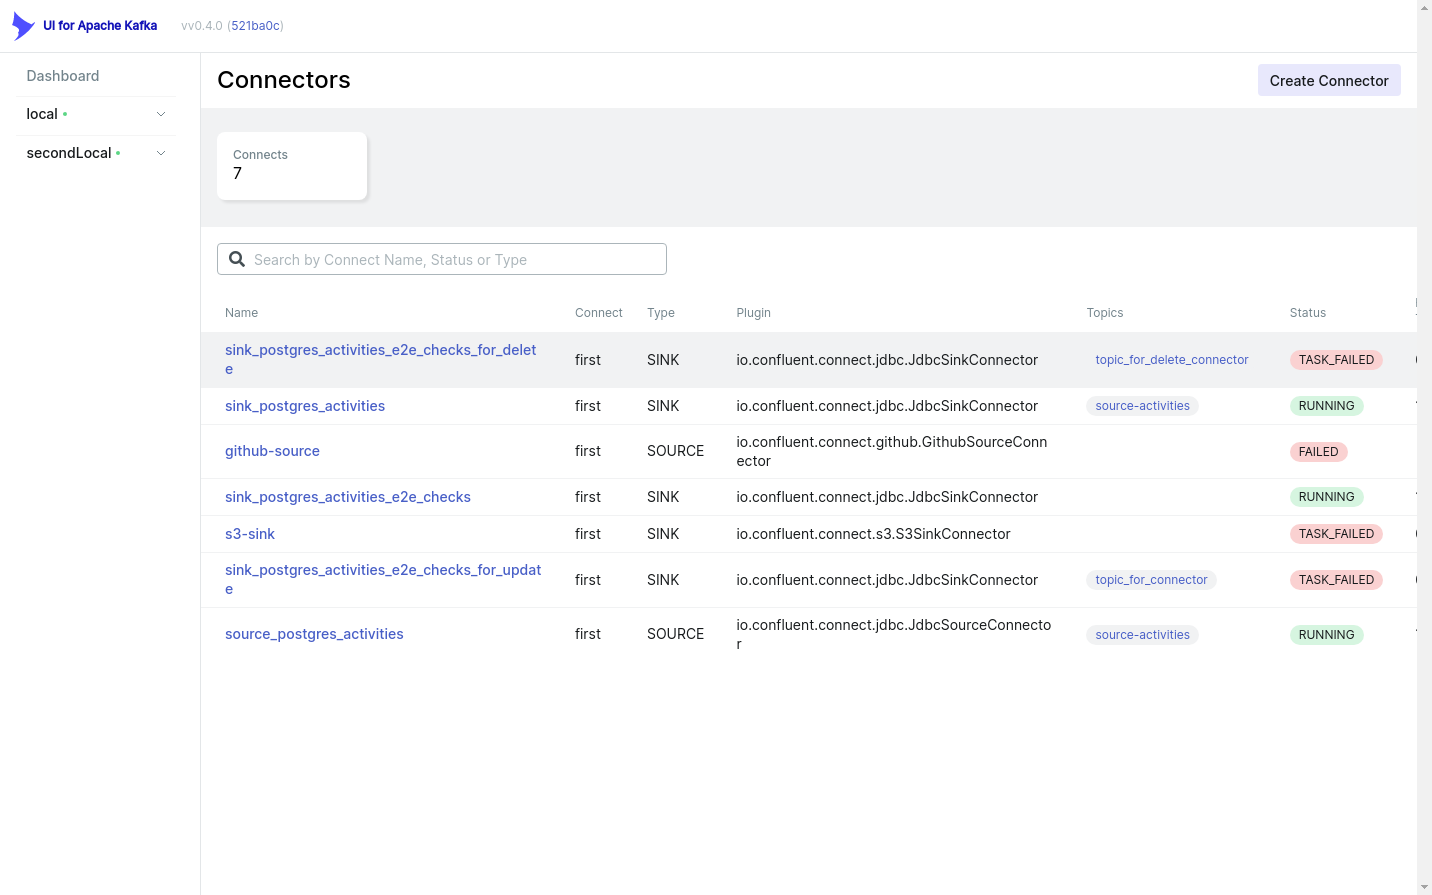 UI for Apache Kafka vv0.4.0 (521ba0c)
Dashboard
local
secondLocal
Connectors
Create Connector
Connects
7
Search by Connect Name, Status or Type
Name Connect Type Plugin Topics Status
sink_postgres_activities_e2e_checks_for_delet
e
first SINK io.confluent.connect.jdbc.JdbcSinkConnector topic_for_delete_connector TASK_FAILED
sink_postgres_activities first SINK io.confluent.connect.jdbc.JdbcSinkConnector source-activities RUNNING
github-source first SOURCE io.confluent.connect.github.GithubSourceConn
ector
FAILED
sink_postgres_activities_e2e_checks first SINK io.confluent.connect.jdbc.JdbcSinkConnector RUNNING
s3-sink first SINK io.confluent.connect.s3.S3SinkConnector TASK_FAILED
sink_postgres_activities_e2e_checks_for_updat
e
first SINK io.confluent.connect.jdbc.JdbcSinkConnector topic_for_connector TASK_FAILED
source_postgres_activities first SOURCE io.confluent.connect.jdbc.JdbcSourceConnecto
r
source-activities RUNNING